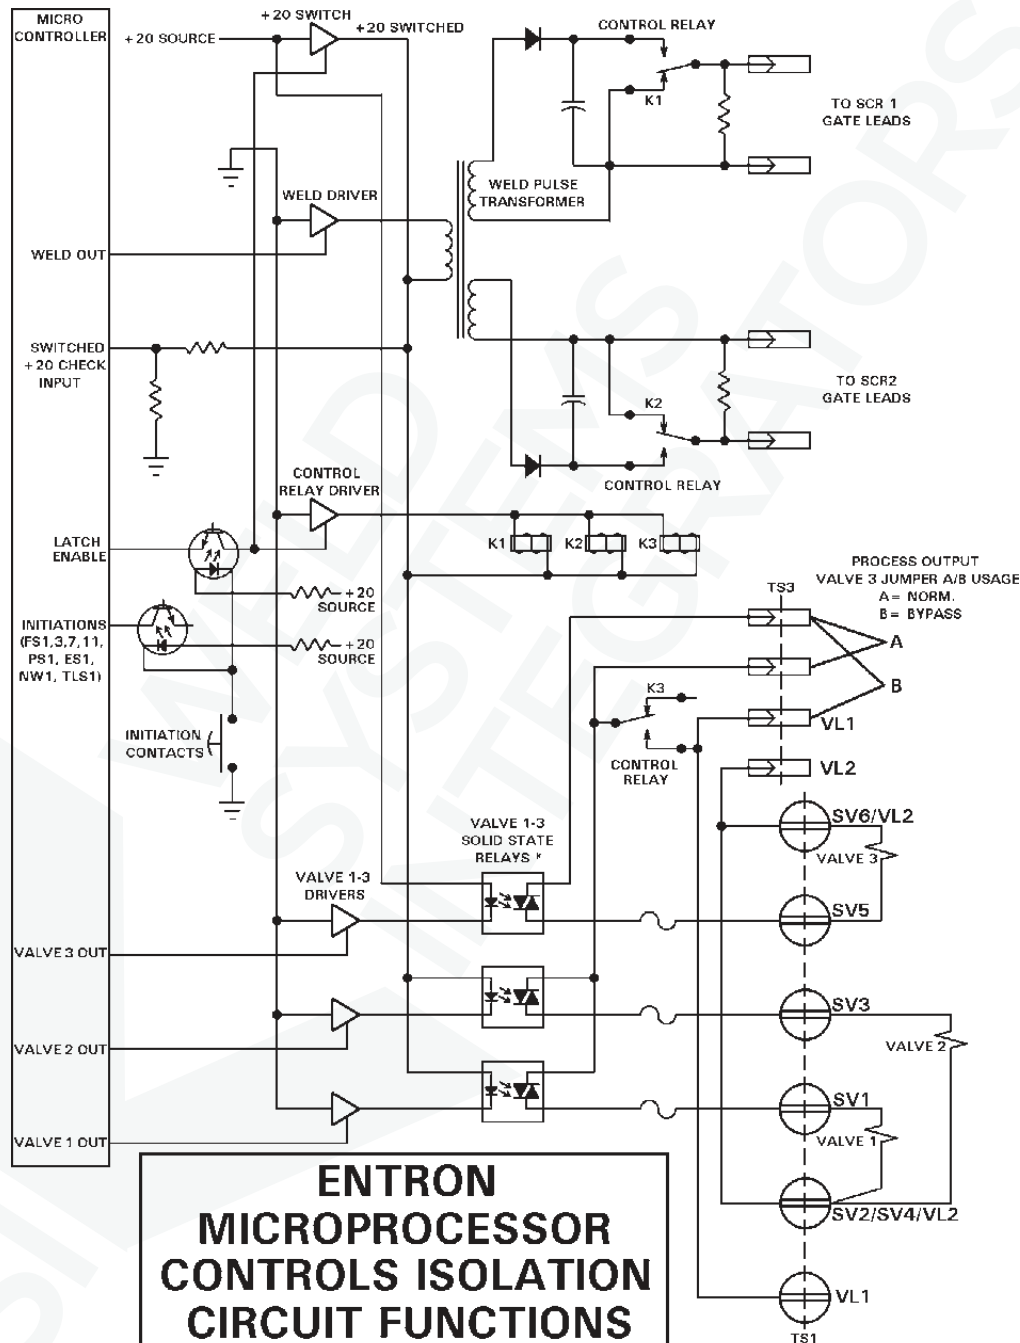 MICRO
CONTROLLER
+20 SOURCE
+20 SWITCH
+20 SWITCHED
CONTROL RELAY
K1
TO SCR 1
GATE LEADS
WELD DRIVER
WELD PULSE
TRANSFORMER
WELD OUT
SWITCHED
+20 CHECK
INPUT
K2
TO SCR2
GATE LEADS
CONTROL RELAY
CONTROL
RELAY DRIVER
LATCH
ENABLE
K1
K2
K3
+20
SOURCE
INITIATIONS
(FS1,3,7,11,
PS1, ES1,
NW1, TLS1)
+20
SOURCE
PROCESS OUTPUT
VALVE 3 JUMPER A/B USAGE
A= NORM.
B= BYPASS
TS3
A
B
K3
VL1
CONTROL
RELAY
VL2
INITIATION
CONTACTS
VALVE 1-3
SOLID STATE
RELAYS *
SV6/VL2
VALVE 3
VALVE 1-3
DRIVERS
SV5
VALVE 3 OUT
SV3
VALVE 2
VALVE 2 OUT
SV1
VALVE 1
VALVE 1 OUT
SV2/SV4/VL2
VL1
TS1
ENTRON
MICROPROCESSOR
CONTROLS ISOLATION
CIRCUIT FUNCTIONS
WELD
SYSTEMS
INTEGRATORS